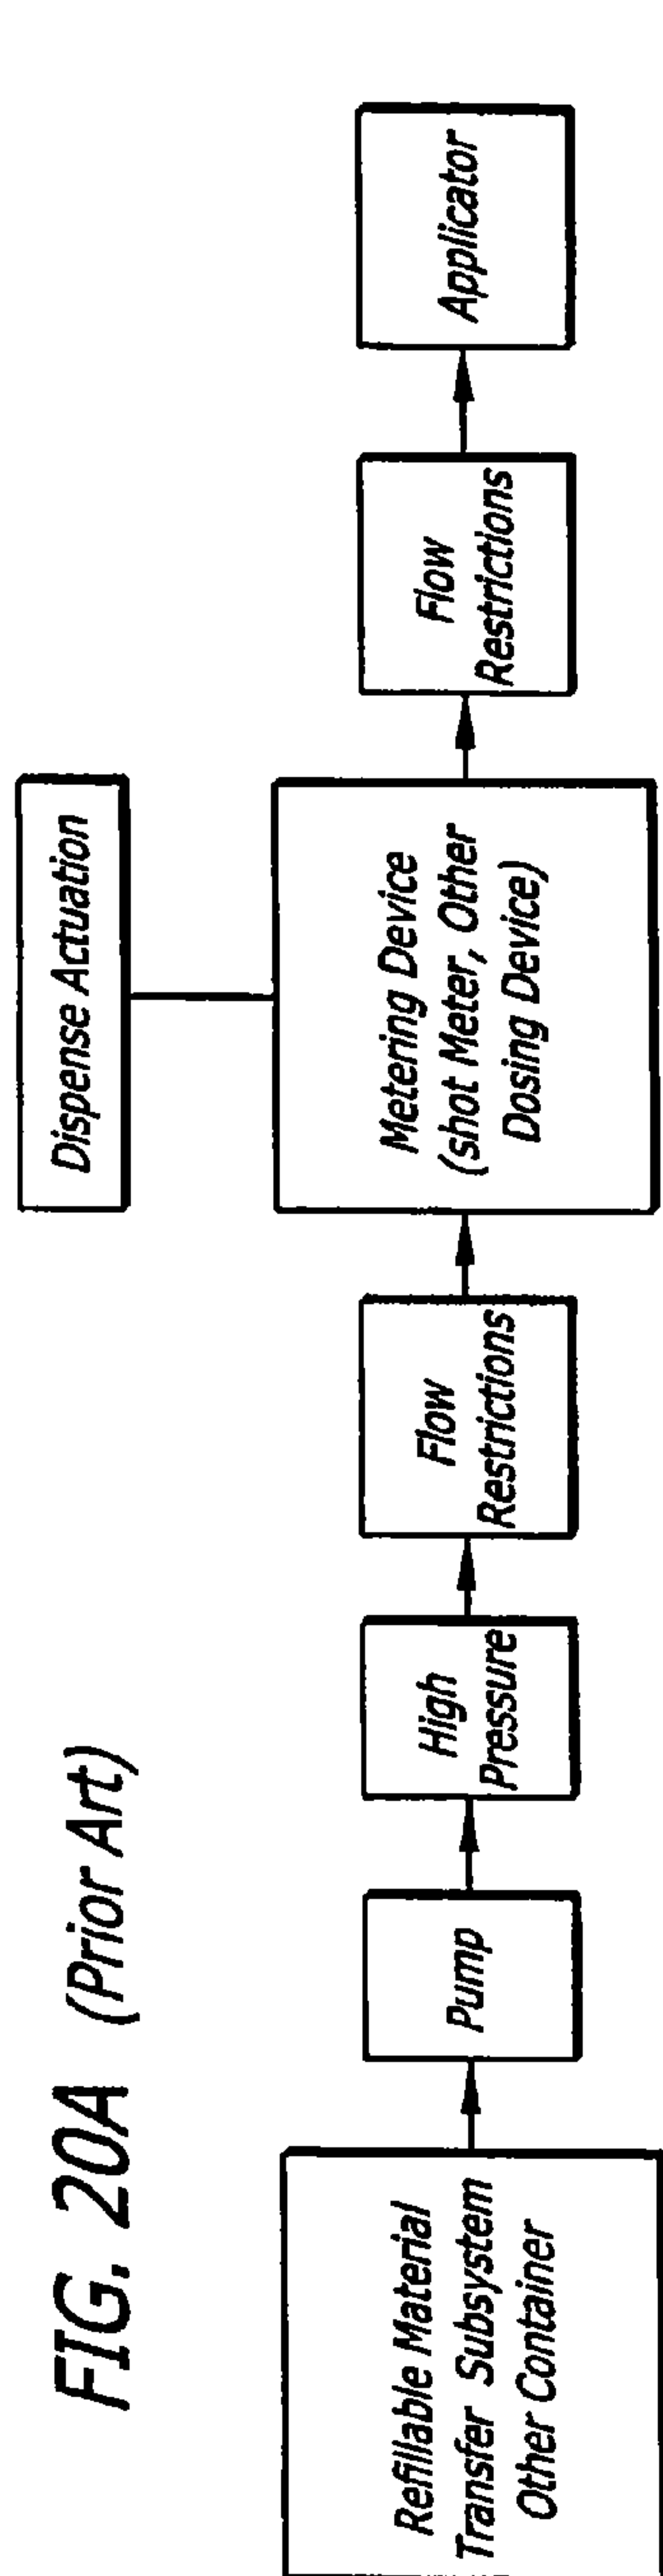 FIG. 20A (Prior Art)
Dispense Actuation
Refillable Material
Transfer Subsystem
Other Container
Pump
High
Pressure
Flow
Restrictions
Metering Device
(shot Meter, Other
Dosing Device)
Flow
Restrictions
Applicator